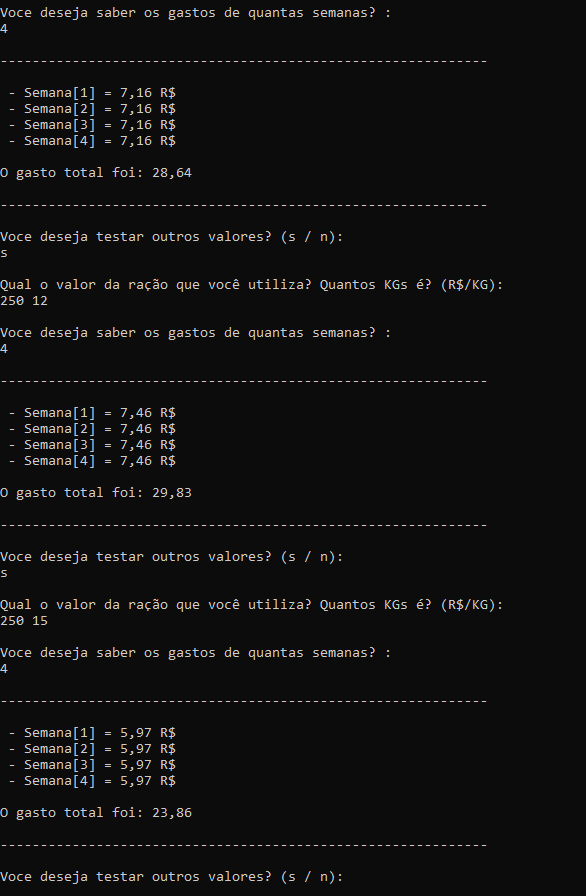 Voce deseja saber os gastos de quantas semanas? :
4
-------------------------------------------------------------
- Semana[1] = 7,16 R$
- Semana[2] = 7,16 R$
- Semana[3] = 7,16 R$
- Semana[4] = 7,16 R$
O gasto total foi: 28,64
-------------------------------------------------------------
Voce deseja testar outros valores? (s / n):
s
Qual o valor da ração que você utiliza? Quantos KGs é? (R$/KG):
250 12
Voce deseja saber os gastos de quantas semanas? :
4
-------------------------------------------------------------
- Semana[1] = 7,46 R$
- Semana[2] = 7,46 R$
- Semana[3] = 7,46 R$
- Semana[4] = 7,46 R$
O gasto total foi: 29,83
-------------------------------------------------------------
Voce deseja testar outros valores? (s / n):
s
Qual o valor da ração que você utiliza? Quantos KGs é? (R$/KG):
250 15
Voce deseja saber os gastos de quantas semanas? :
4
-------------------------------------------------------------
- Semana[1] = 5,97 R$
- Semana[2] = 5,97 R$
- Semana[3] = 5,97 R$
- Semana[4] = 5,97 R$
O gasto total foi: 23,86
-------------------------------------------------------------
Voce deseja testar outros valores? (s / n):